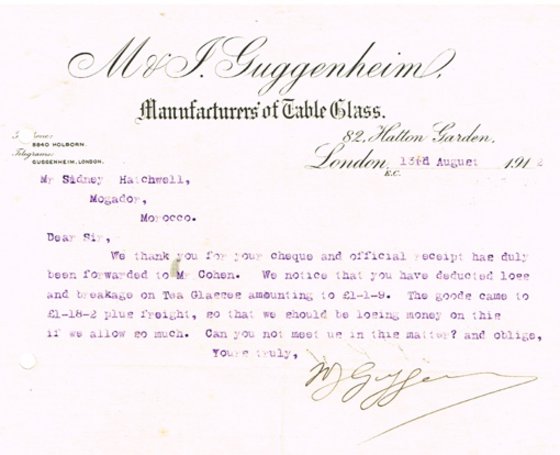 M & J. Guggenheim.
Manufacturers of Table Glass.
82, Hatton Garden,
5840 HOLBORN.
Telegrams:
GUGGENHEIM, LONDON.
London, E.C. 13th August 1912
Mr Sidney Hatchwell,
Mogador,
Morocco.
Dear Sir,
We thank you for your cheque and official receipt has duly
been forwarded to Mr Cohen. We notice that you have deducted loss
and breakage on Tea Glasses amounting to £1-1-9. The goods came to
£1-18-2 plus freight, so that we should be losing money on this
if we allow so much. Can you not meet us in this matter? and oblige,
Yours truly,